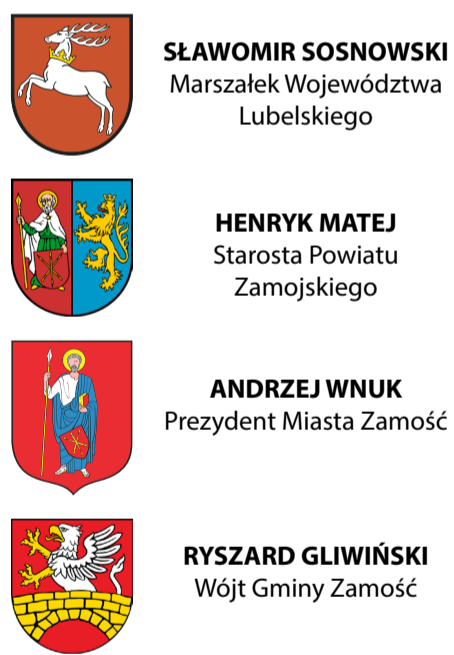 SŁAWOMIR SOSNOWSKI
Marszałek Województwa
Lubelskiego
HENRYK MATEJ
Starosta Powiatu
Zamojskiego
ANDRZEJ WNUK
Prezydent Miasta Zamość
RYSZARD GLIWIŃSKI
Wójt Gminy Zamość